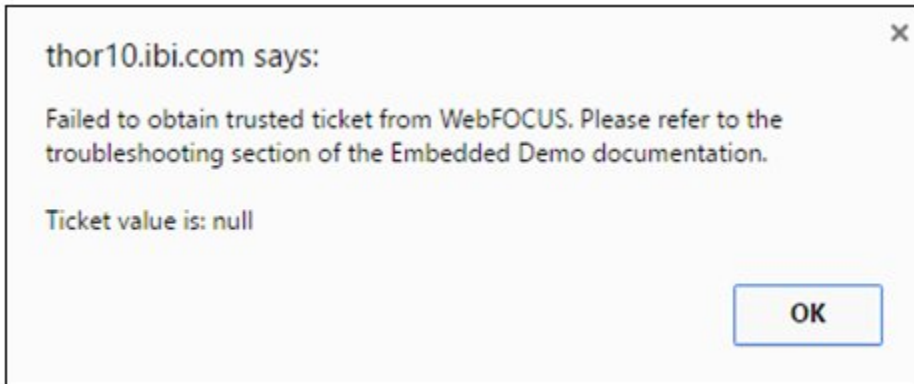 thor10.ibi.com says:
Failed to obtain trusted ticket from WebFOCUS. Please refer to the
troubleshooting section of the Embedded Demo documentation.
Ticket value is: null
OK